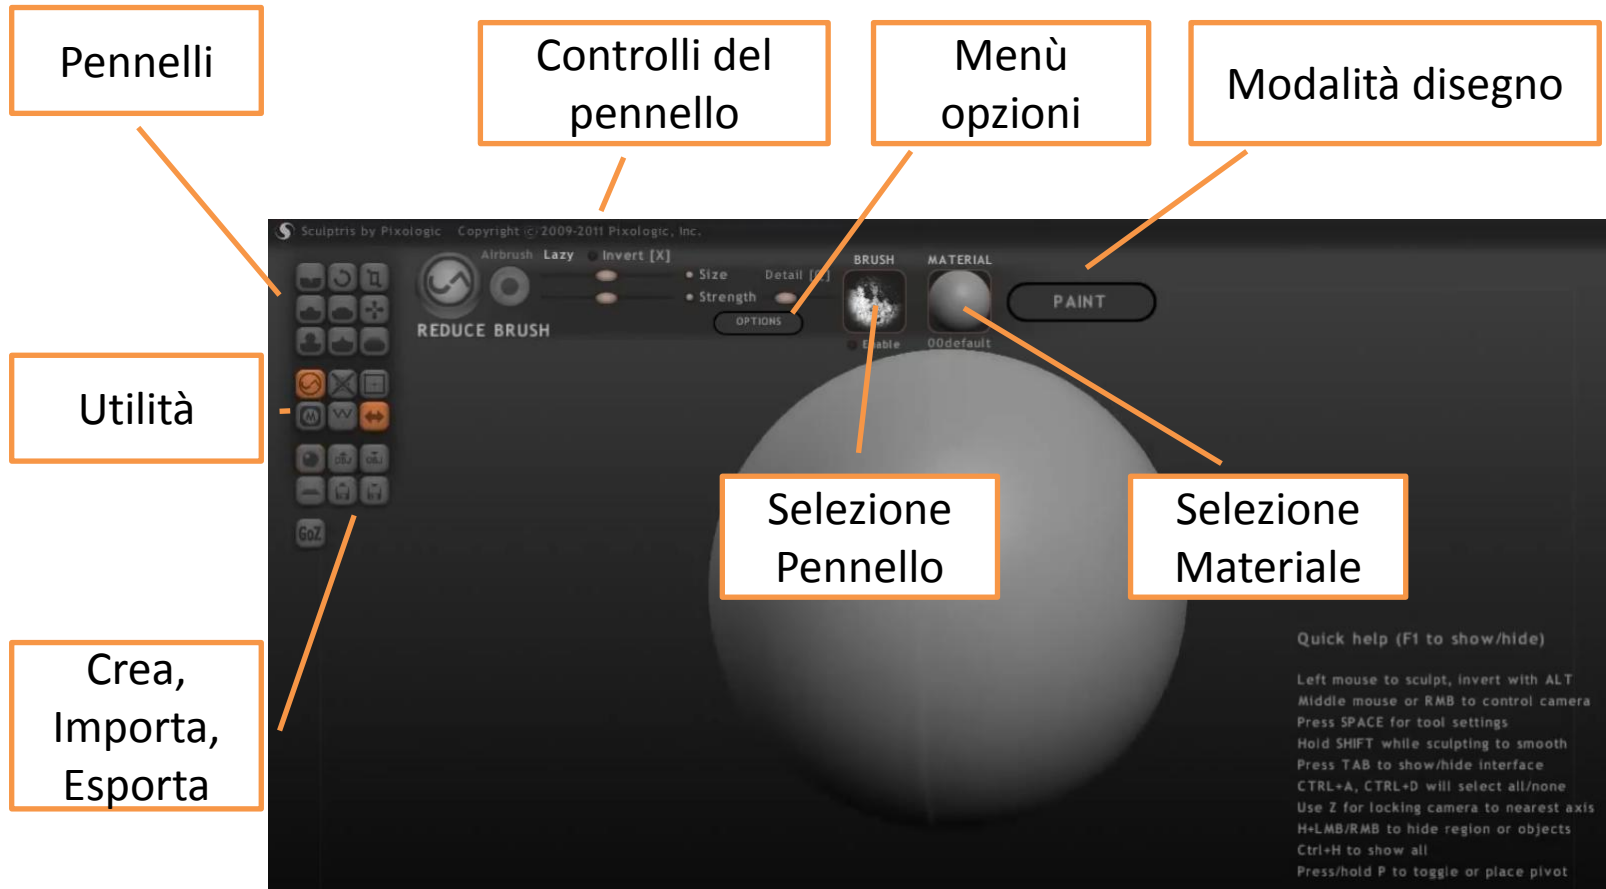 Pennelli
Controlli del
pennello
Menù
opzioni
Modalità disegno
Sculptris by Pixologic Copyright © 2009-2011 Pixologic, Inc.
Airbrush Lazy Invert [X]
Size
Detail
Strength
OPTIONS
REDUCE BRUSH
BRUSH
Enable
MATERIAL
00default
PAINT
Utilità
OBJ
OBJ
GoZ
Selezione
Pennello
Selezione
Materiale
Crea,
Importa,
Esporta
Quick help (F1 to show/hide)
Left mouse to sculpt, invert with ALT
Middle mouse or RMB to control camera
Press SPACE for tool settings
Hold SHIFT while sculpting to smooth
Press TAB to show/hide interface
CTRL+A, CTRL+D will select all/none
Use Z for locking camera to nearest axis
H+LMB/RMB to hide region or objects
Ctrl+H to show all
Press/hold P to toggle or place pivot